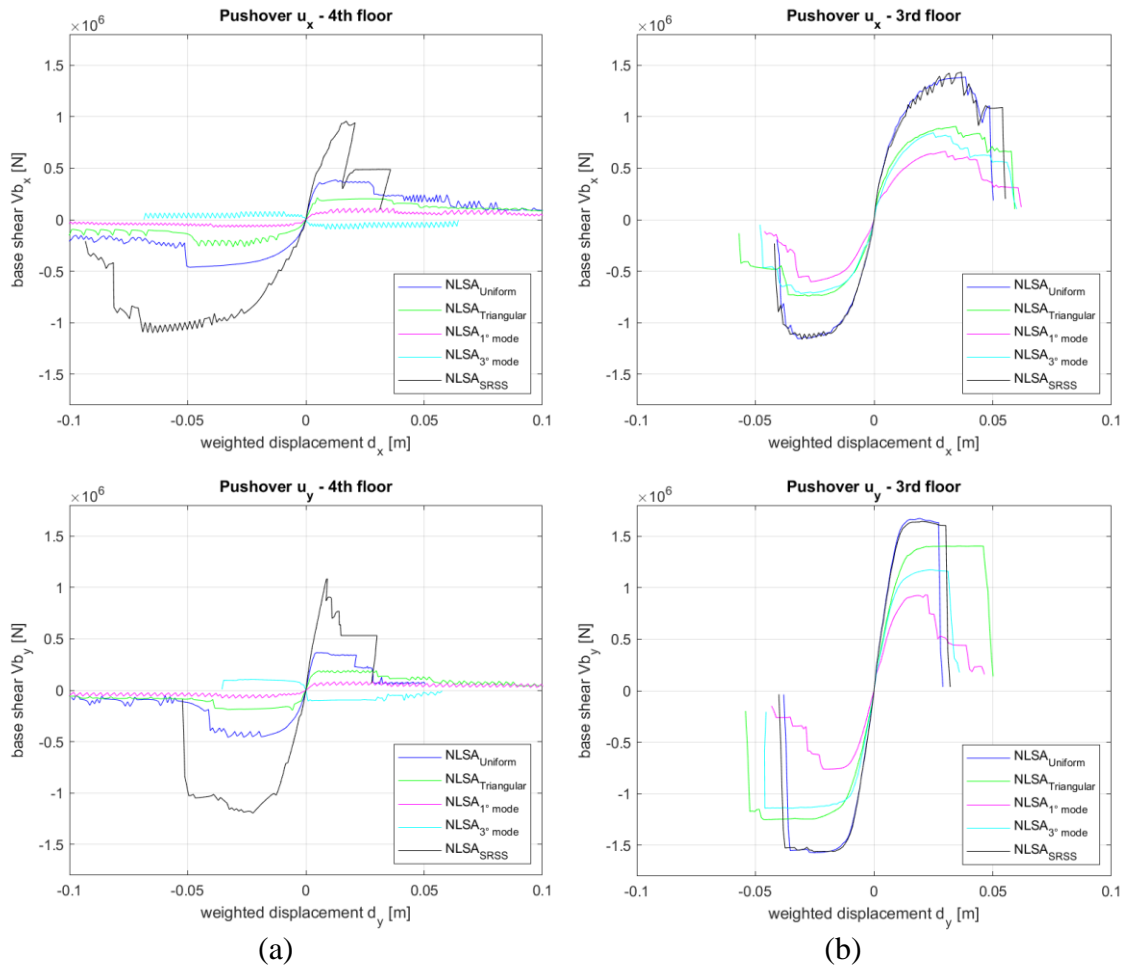 Pushover u_x - 4th floor
×10^6
1.5
1
0.5
0
-0.5
-1
-1.5
base shear Vb_x [N]
-0.1 -0.05 0 0.05 0.1
weighted displacement d_x [m]
NLSA_Uniform
NLSA_Triangular
NLSA_1° mode
NLSA_3° mode
NLSA_SRSS
Pushover u_x - 3rd floor
×10^6
1.5
1
0.5
0
-0.5
-1
-1.5
base shear Vb_x [N]
-0.1 -0.05 0 0.05 0.1
weighted displacement d_x [m]
NLSA_Uniform
NLSA_Triangular
NLSA_1° mode
NLSA_3° mode
NLSA_SRSS
Pushover u_y - 4th floor
×10^6
1.5
1
0.5
0
-0.5
-1
-1.5
base shear Vb_y [N]
-0.1 -0.05 0 0.05 0.1
weighted displacement d_y [m]
NLSA_Uniform
NLSA_Triangular
NLSA_1° mode
NLSA_3° mode
NLSA_SRSS
Pushover u_y - 3rd floor
×10^6
1.5
1
0.5
0
-0.5
-1
-1.5
base shear Vb_y [N]
-0.1 -0.05 0 0.05 0.1
weighted displacement d_y [m]
NLSA_Uniform
NLSA_Triangular
NLSA_1° mode
NLSA_3° mode
NLSA_SRSS
(a)
(b)